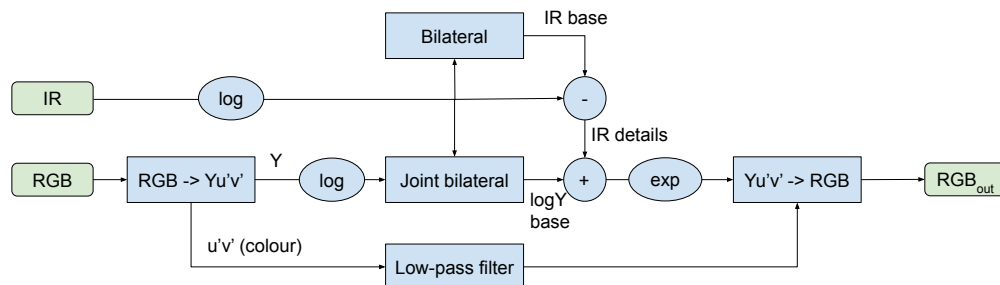 IR base
Bilateral
IR
log
-
IR details
Y
RGB
RGB -> Yu'v'
log
Joint bilateral
+
exp
Yu'v' -> RGB
RGBout
logY
base
u'v' (colour)
Low-pass filter